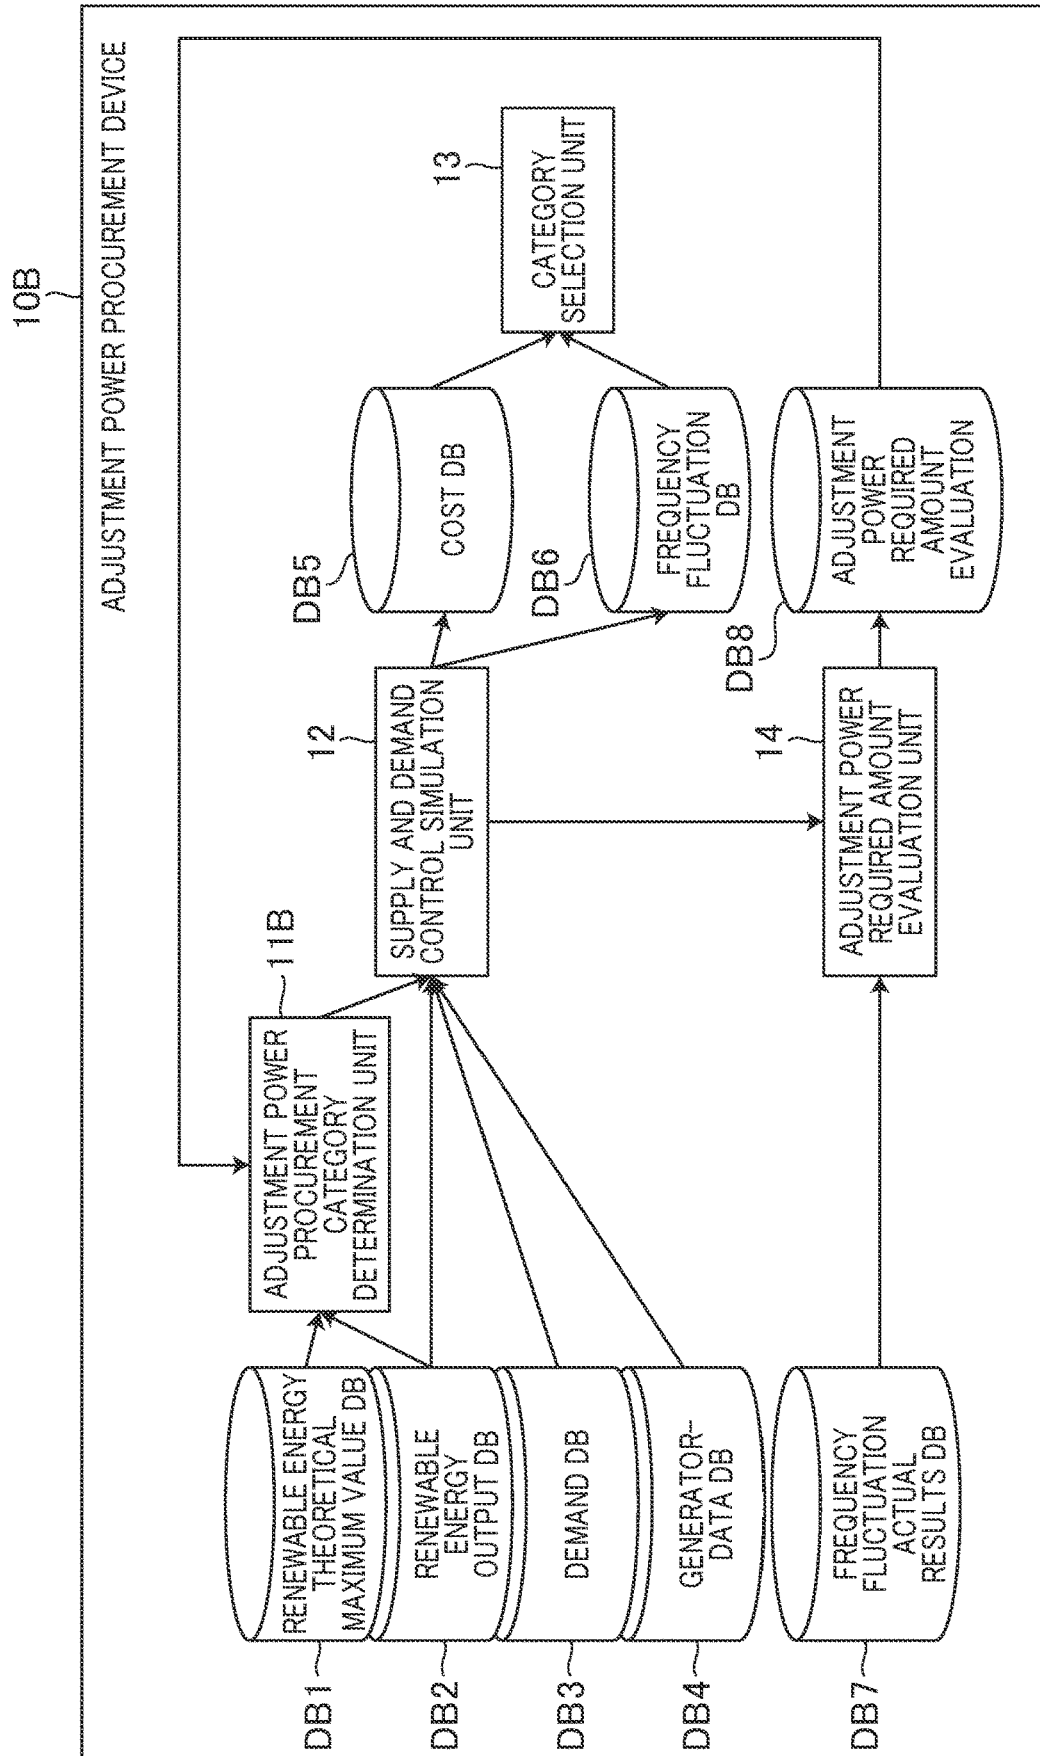 10B
ADJUSTMENT POWER PROCUREMENT DEVICE
DB1
RENEWABLE ENERGY
THEORETICAL
MAXIMUM VALUE DB
DB2
RENEWABLE
ENERGY
OUTPUT DB
DB3
DEMAND DB
DB4
GENERATOR-
DATA DB
DB7
FREQUENCY
FLUCTUATION
ACTUAL
RESULTS DB
11B
ADJUSTMENT POWER
PROCUREMENT
CATEGORY
DETERMINATION UNIT
12
SUPPLY AND DEMAND
CONTROL SIMULATION
UNIT
14
ADJUSTMENT POWER
REQUIRED AMOUNT
EVALUATION UNIT
DB5
COST DB
DB6
FREQUENCY
FLUCTUATION
DB
DB8
ADJUSTMENT
POWER
REQUIRED
AMOUNT
EVALUATION
13
CATEGORY
SELECTION UNIT